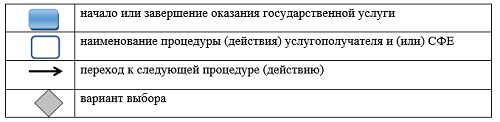 начало или завершение оказания государственной услуги
наименование процедуры (действия) услугополучателя и (или) СФЕ
переход к следующей процедуре (действию)
вариант выбора